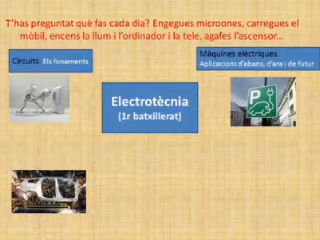 T'has preguntat què fas cada dia? Engegues microones, carregues el
mòbil, encens la llum i l'ordinador i la tele, agafes l'ascensor...
Circuits: Els fonaments
Màquines elèctriques:
Aplicacions d'abans, d'ara i de futur
Electrotècnia
(1r batxillerat)
P